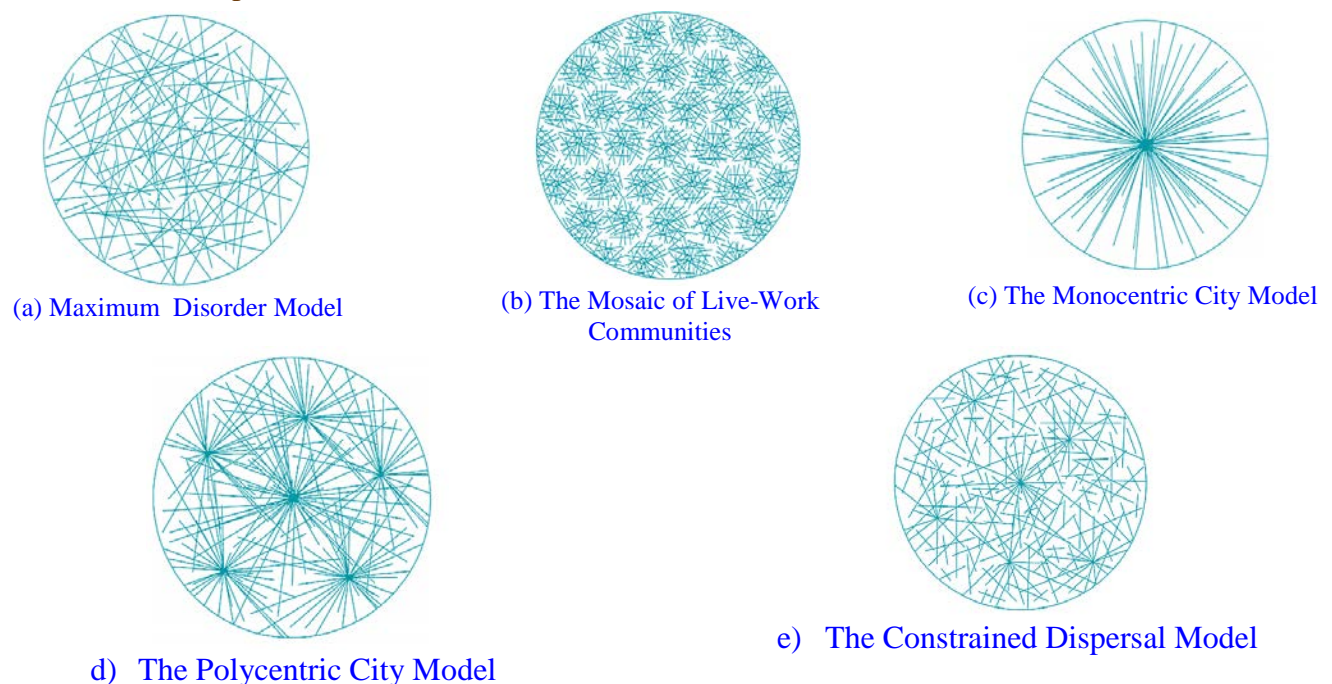 (a) Maximum Disorder Model
(b) The Mosaic of Live-Work
Communities
(c) The Monocentric City Model
d) The Polycentric City Model
e) The Constrained Dispersal Model